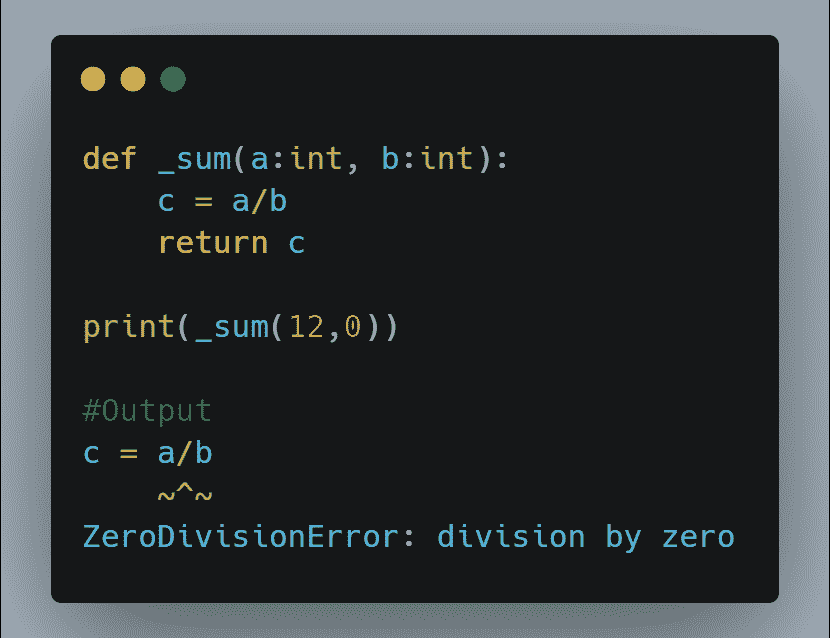 def _sum(a:int, b:int):
    c = a/b
    return c
print(_sum(12,0))
#Output
c = a/b
    ~^~
ZeroDivisionError: division by zero